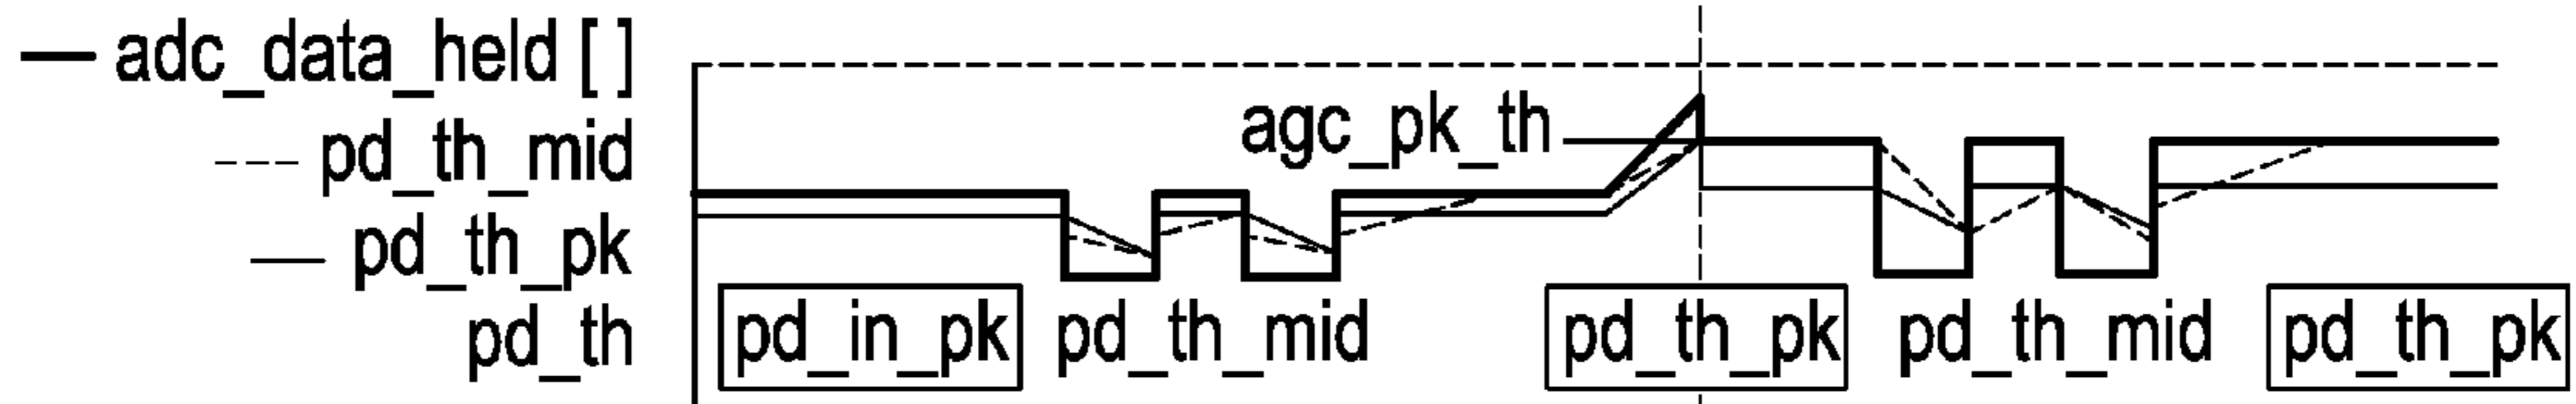 adc_data_held [ ]
pd_th_mid
agc_pk_th
pd_th_pk
pd_th
pd_in_pk
pd_th_mid
pd_th_pk
pd_th_mid
pd_th_pk